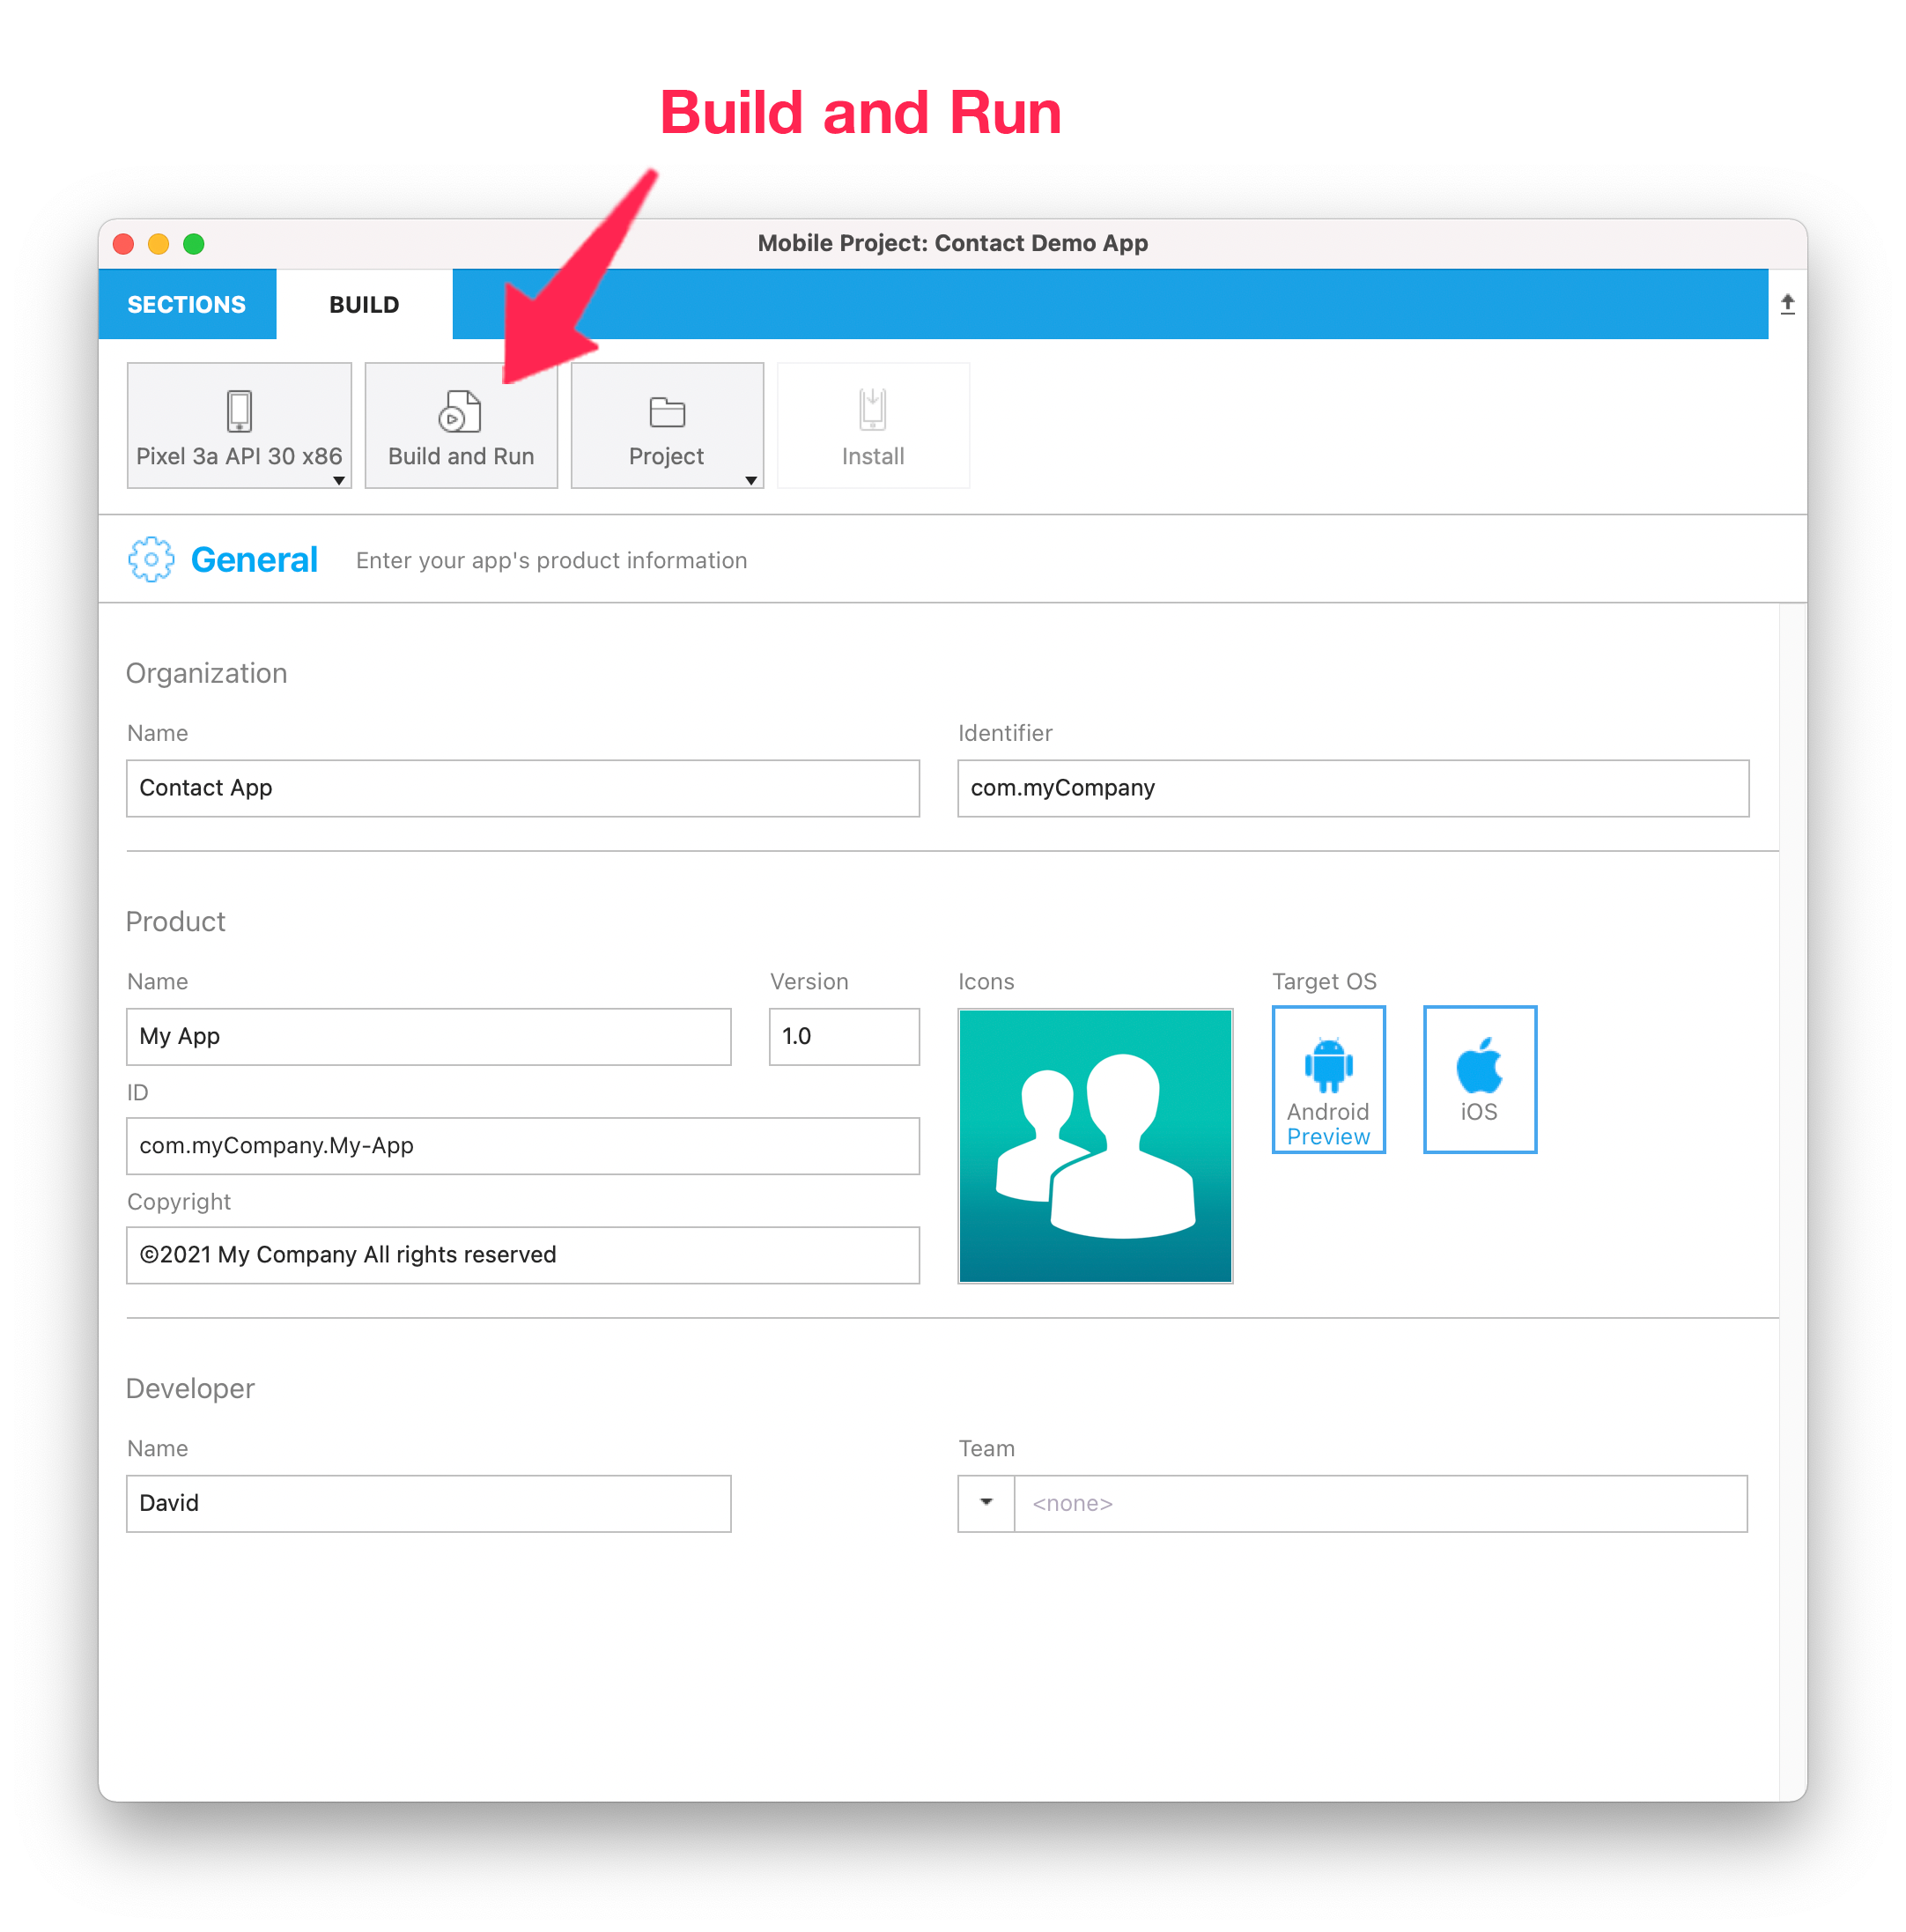 Build and Run
Mobile Project: Contact Demo App
SECTIONS BUILD
Pixel 3a API 30 x86 Build and Run Project Install
General Enter your app's product information
Organization
Name Identifier
Contact App com.myCompany
Product
Name Version Icons Target OS
My App 1.0
ID
Android iOS
Preview
com.myCompany.My-App
Copyright
©2021 My Company All rights reserved
Developer
Name Team
David <none>